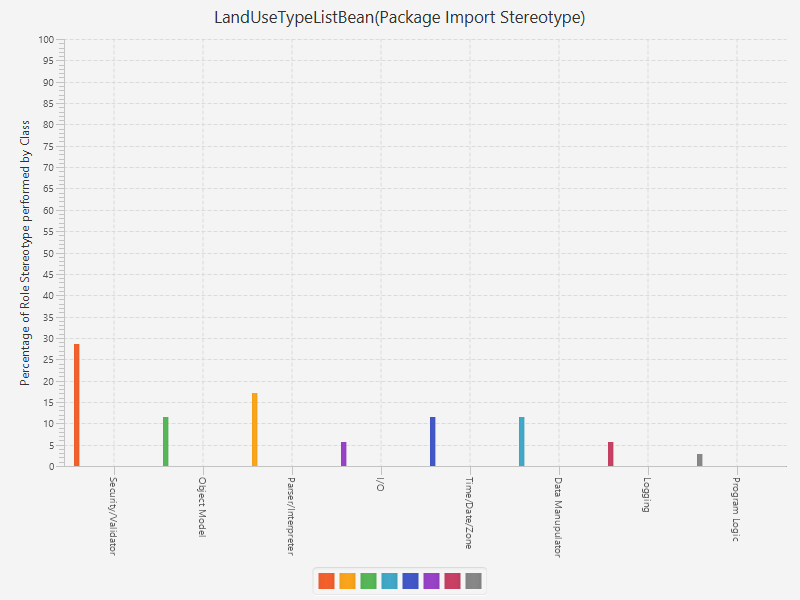 LandUseTypeListBean(Package Import Stereotype)
Percentage of Role Stereotype performed by Class
100
95
90
85
80
75
70
65
60
55
50
45
40
35
30
25
20
15
10
5
0
Security/Validator
Object Model
Parser/Interpreter
I/O
Time/Date/Zone
Data Manupulator
Logging
Program Logic